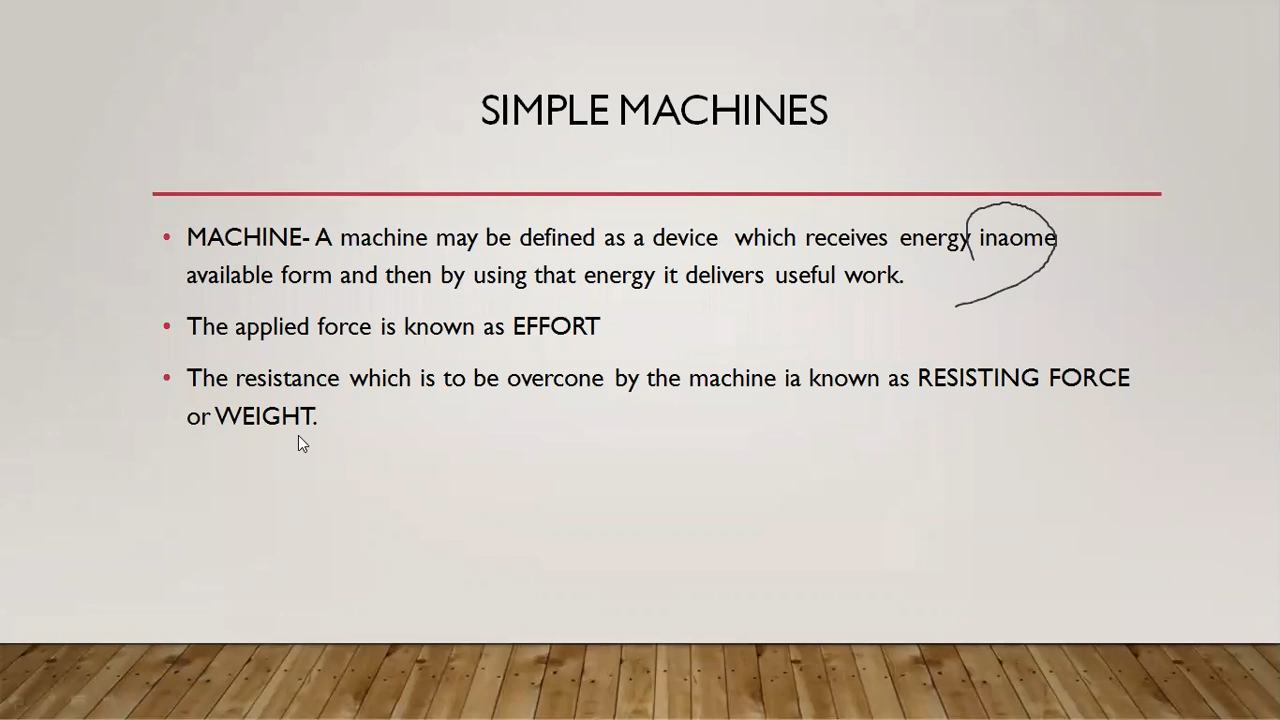 SIMPLE MACHINES
• MACHINE- A machine may be defined as a device which receives energy inaome
available form and then by using that energy it delivers useful work.
• The applied force is known as EFFORT
• The resistance which is to be overcone by the machine ia known as RESISTING FORCE
or WEIGHT.